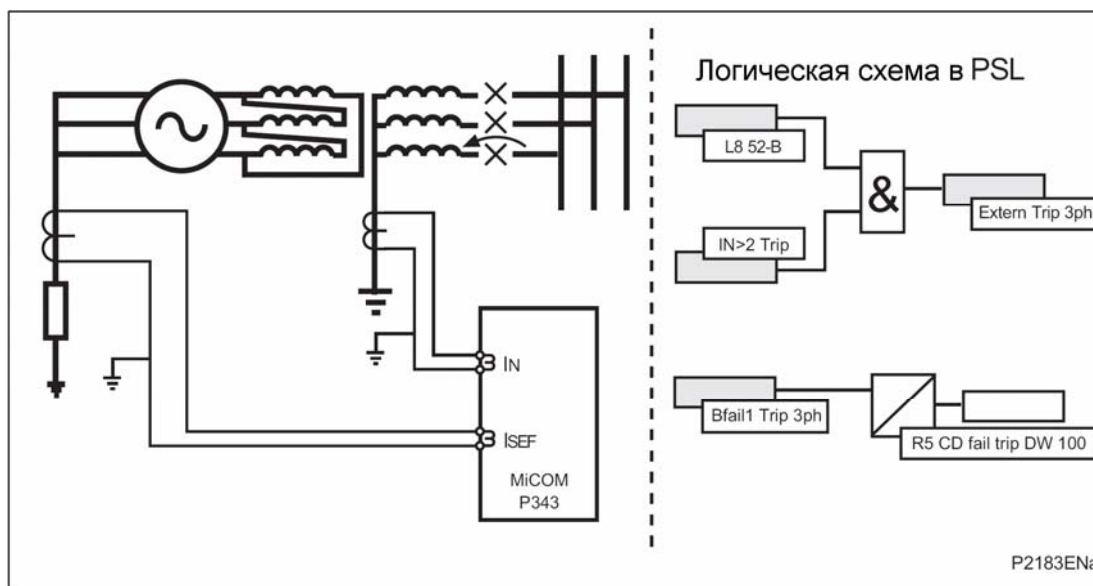 Логическая схема в PSL
L8 52-B
&
Extern Trip 3ph
IN>2 Trip
IN
Bfail1 Trip 3ph
R5 CD fail trip DW 100
ISEF
MiCOM
P343
P2183ENa